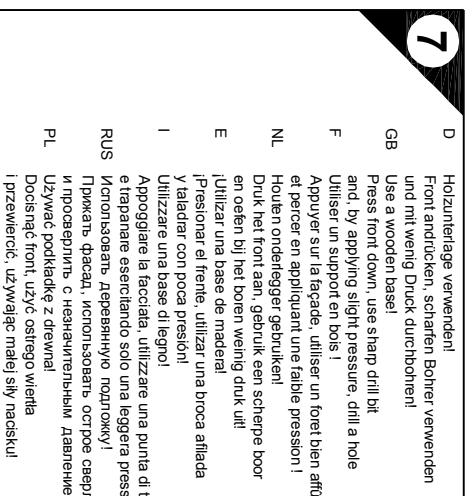 7
D
Holzunterlage verwenden!
Front andrücken, scharfen Bohrer verwenden
und mit wenig Druck durchbohren!
GB
Use a wooden base!
Press front down, use sharp drill bit
and, by applying slight pressure, drill a hole
F
Utiliser un support en bois !
Appuyer sur la façade, utiliser un foret bien affû
et percer en appliquant une faible pression !
NL
Houten onderlegger gebruiken!
Druk het front aan, gebruik een scherpe boor
en oefen bij het boren weinig druk uit!
E
¡Utilizar una base de madera!
¡Presionar el frente, utilizar una broca afilada
y taladrar con poca presión!
I
Utilizzare una base di legno!
Appoggiare la facciata, utilizzare una punta di t
e trapanare esercitando solo una leggera press
RUS
Использовать деревянную подложку!
Прижать фасад, использовать острое сверл
и просверлить с незначительным давление
PL
Używać podkładkę z drewna!
Docisnąć front, użyć ostrego wiertła
i przewiercić, używając małej siły nacisku!